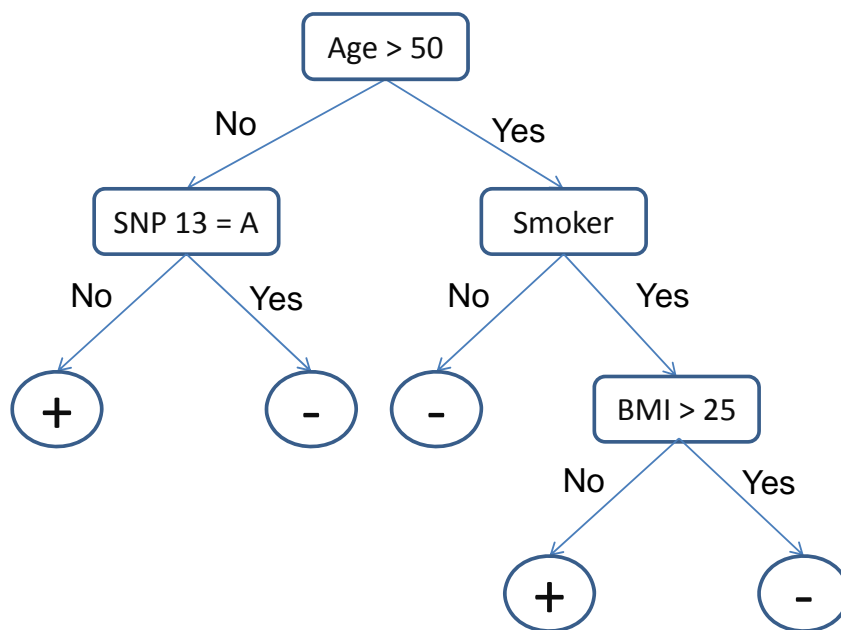 Age > 50
No
Yes
SNP 13 = A
Smoker
No
Yes
No
Yes
+
-
-
BMI > 25
No
Yes
+
-